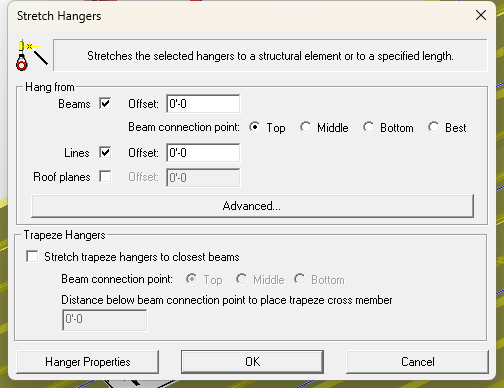 Stretch Hangers
Stretches the selected hangers to a structural element or to a specified length.
Hang from
Beams Offset: 0'-0
Beam connection point: Top Middle Bottom Best
Lines Offset: 0'-0
Roof planes Offset: 0'-0
Advanced...
Trapeze Hangers
Stretch trapeze hangers to closest beams
Beam connection point: Top Middle Bottom
Distance below beam connection point to place trapeze cross member
0'-0
Hanger Properties OK Cancel